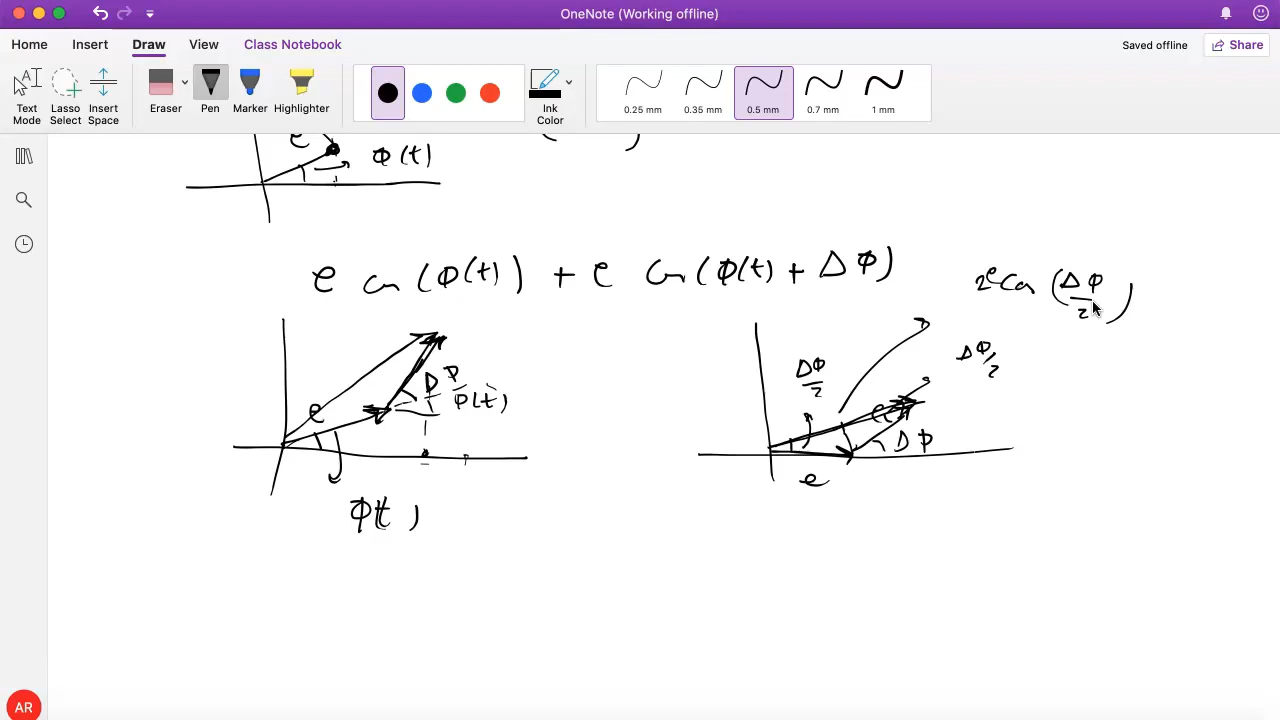 OneNote (Working offline)
Home Insert Draw View Class Notebook
Saved offline Share
Text Mode
Lasso Select
Insert Space
Eraser
Pen
Marker
Highlighter
Ink Color
0.25 mm
0.35 mm
0.5 mm
0.7 mm
1 mm
e
Φ(t)
e cos(Φ(t)) + e cos(Φ(t) + ΔΦ)
2e cos (ΔΦ/2)
ΔΦ/2
ΔΦ/2
e
ΔΦ
Φ(t)
e
ΔΦ
e
Φ(t)
AR